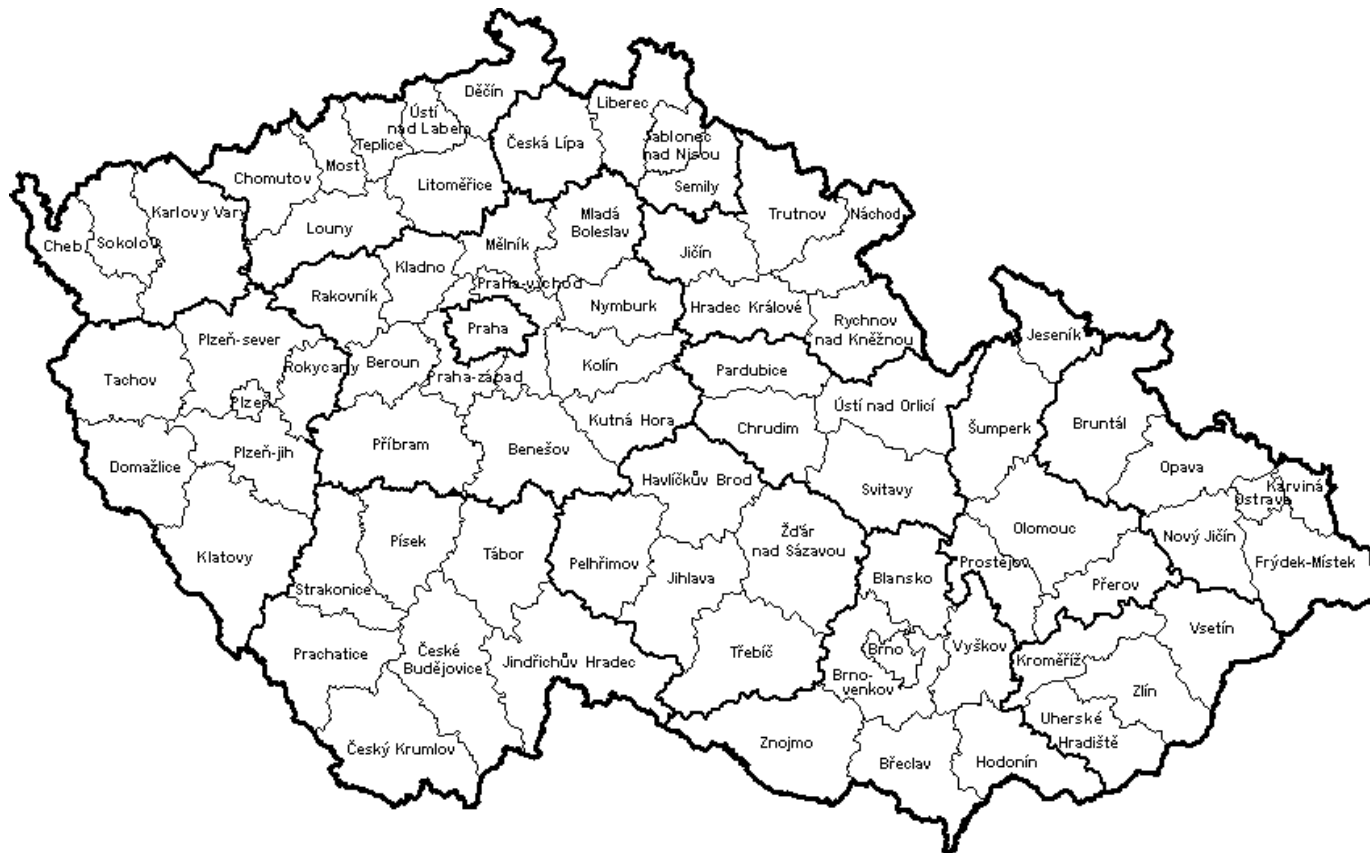 Děčín
Ústí
nad Labem
Liberec
Teplice
Česká Lípa
Jablonec
nad Nisou
Most
Chomutov
Litoměřice
Semily
Karlovy Vary
Mladá
Boleslav
Trutnov
Náchod
Louny
Cheb
Sokolov
Mělník
Jičín
Kladno
Praha-východ
Rakovník
Nymburk
Hradec Králové
Rychnov
nad Kněžnou
Praha
Jeseník
Plzeň-sever
Rokycany
Beroun
Kolín
Tachov
Praha-západ
Pardubice
Plzeň
Ústí nad Orlicí
Kutná Hora
Chrudim
Šumperk
Bruntál
Příbram
Benešov
Plzeň-jih
Domažlice
Opava
Havlíčkův Brod
Svitavy
Karviná
Ostrava
Žďár
nad Sázavou
Olomouc
Nový Jičín
Písek
Tábor
Klatovy
Pelhřimov
Jihlava
Prostějov
Frýdek-Místek
Blansko
Přerov
Strakonice
Vsetín
Prachatice
České
Budějovice
Jindřichův Hradec
Třebíč
Brno
Vyškov
Kroměříž
Brno-
venkov
Zlín
Uherské
Hradiště
Český Krumlov
Znojmo
Břeclav
Hodonín